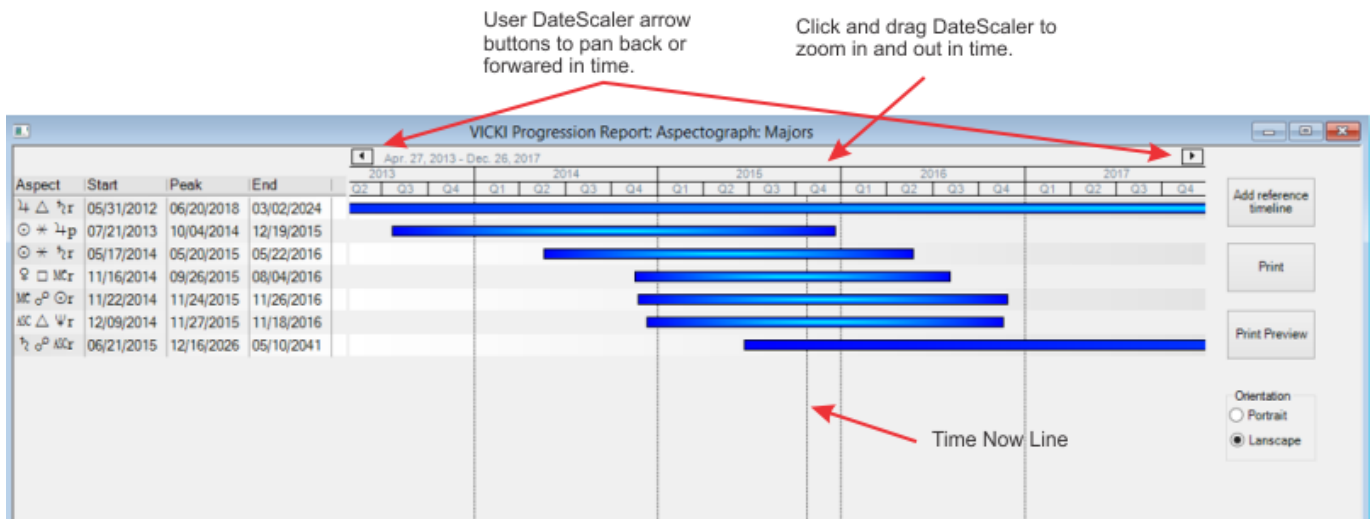 User DateScaler arrow
buttons to pan back or
forwared in time.
Click and drag DateScaler to
zoom in and out in time.
VICKI Progression Report: Aspectograph: Majors
Apr. 27, 2013 - Dec. 26, 2017
2013 2014 2015 2016 2017
Aspect Start Peak End Q2 Q3 Q4 Q1 Q2 Q3 Q4 Q1 Q2 Q3 Q4 Q1 Q2 Q3 Q4 Q1 Q2 Q3 Q4
♃ △ ♄r 05/31/2012 06/20/2018 03/02/2024
☉ ⚹ ♃p 07/21/2013 10/04/2014 12/19/2015
☉ ⚹ ♄r 05/17/2014 05/20/2015 05/22/2016
♀ □ MCr 11/16/2014 09/26/2015 08/04/2016
MC ☍ ☉r 11/22/2014 11/24/2015 11/26/2016
ASC △ Ψr 12/09/2014 11/27/2015 11/18/2016
♄ ☍ ASCr 06/21/2015 12/16/2026 05/10/2041
Add reference
timeline
Print
Print Preview
Orientation
Portrait
Lanscape
Time Now Line